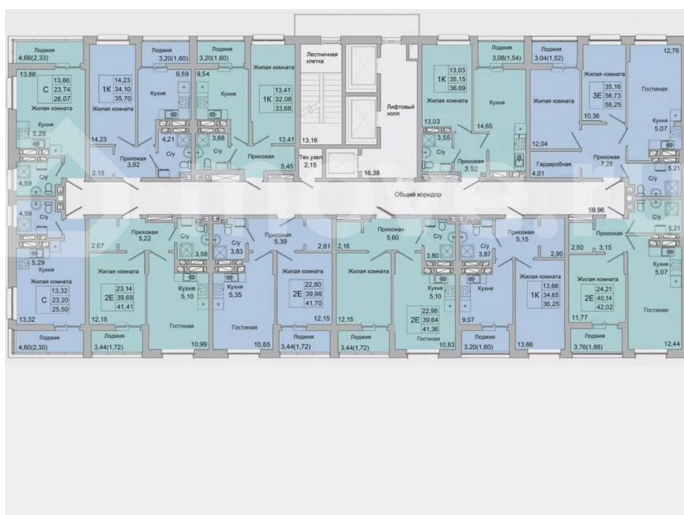 Лоджия
4,66(2,33)
13,86
С
13,86
23,74
26,07
Жилая комната
Кухня
5,29
С/у
4,59
14,23
1К
34,10
35,70
Жилая комната
14,23
2,15
Прихожая
3,92
Лоджия
3,20(1,60)
9,59
Кухня
4,21
С/у
Лоджия
3,20(1,60)
9,54
Кухня
3,68
С/у
Жилая комната
13,41
1К
32,08
33,68
13,41
Прихожая
5,45
Лестничная
клетка
13,16
Тех.узел
2,15
16,38
Лифтовый
холл
13,03
1К
35,15
36,69
Жилая комната
13,03
3,55
С/у
Прихожая
3,92
Лоджия
3,08(1,54)
Кухня
14,65
Лоджия
3,04(1,52)
Жилая комната
12,04
Гардеробная
4,01
35,16
3Е
56,73
58,25
10,36
Жилая комната
Прихожая
7,28
12,76
Гостиная
Кухня
5,07
5,21
С/у
Общий коридор
59,96
4,59
С/у
5,29
Кухня
Жилая комната
13,32
С
23,20
25,50
13,32
Лоджия
4,60(2,30)
2,67
Прихожая
5,22
Жилая комната
23,14
2Е
39,69
41,41
12,15
Лоджия
3,44(1,72)
С/у
3,56
Кухня
5,10
Гостиная
10,99
С/у
3,83
Кухня
5,35
Гостиная
10,65
Прихожая
5,39
2,61
Жилая комната
22,80
2Е
39,98
41,70
12,15
Лоджия
3,44(1,72)
2,16
Прихожая
5,60
Жилая комната
12,15
Лоджия
3,44(1,72)
С/у
3,80
Кухня
5,10
22,98
2Е
39,64
41,36
Гостиная
10,83
С/у
3,87
Кухня
9,07
Лоджия
3,20(1,60)
Прихожая
5,15
2,90
Жилая комната
13,66
1К
34,65
36,25
13,66
2,50
Прихожая
3,15
Жилая комната
24,21
2Е
40,14
42,02
11,77
Лоджия
3,76(1,88)
С/у
5,21
Кухня
5,07
Гостиная
12,44